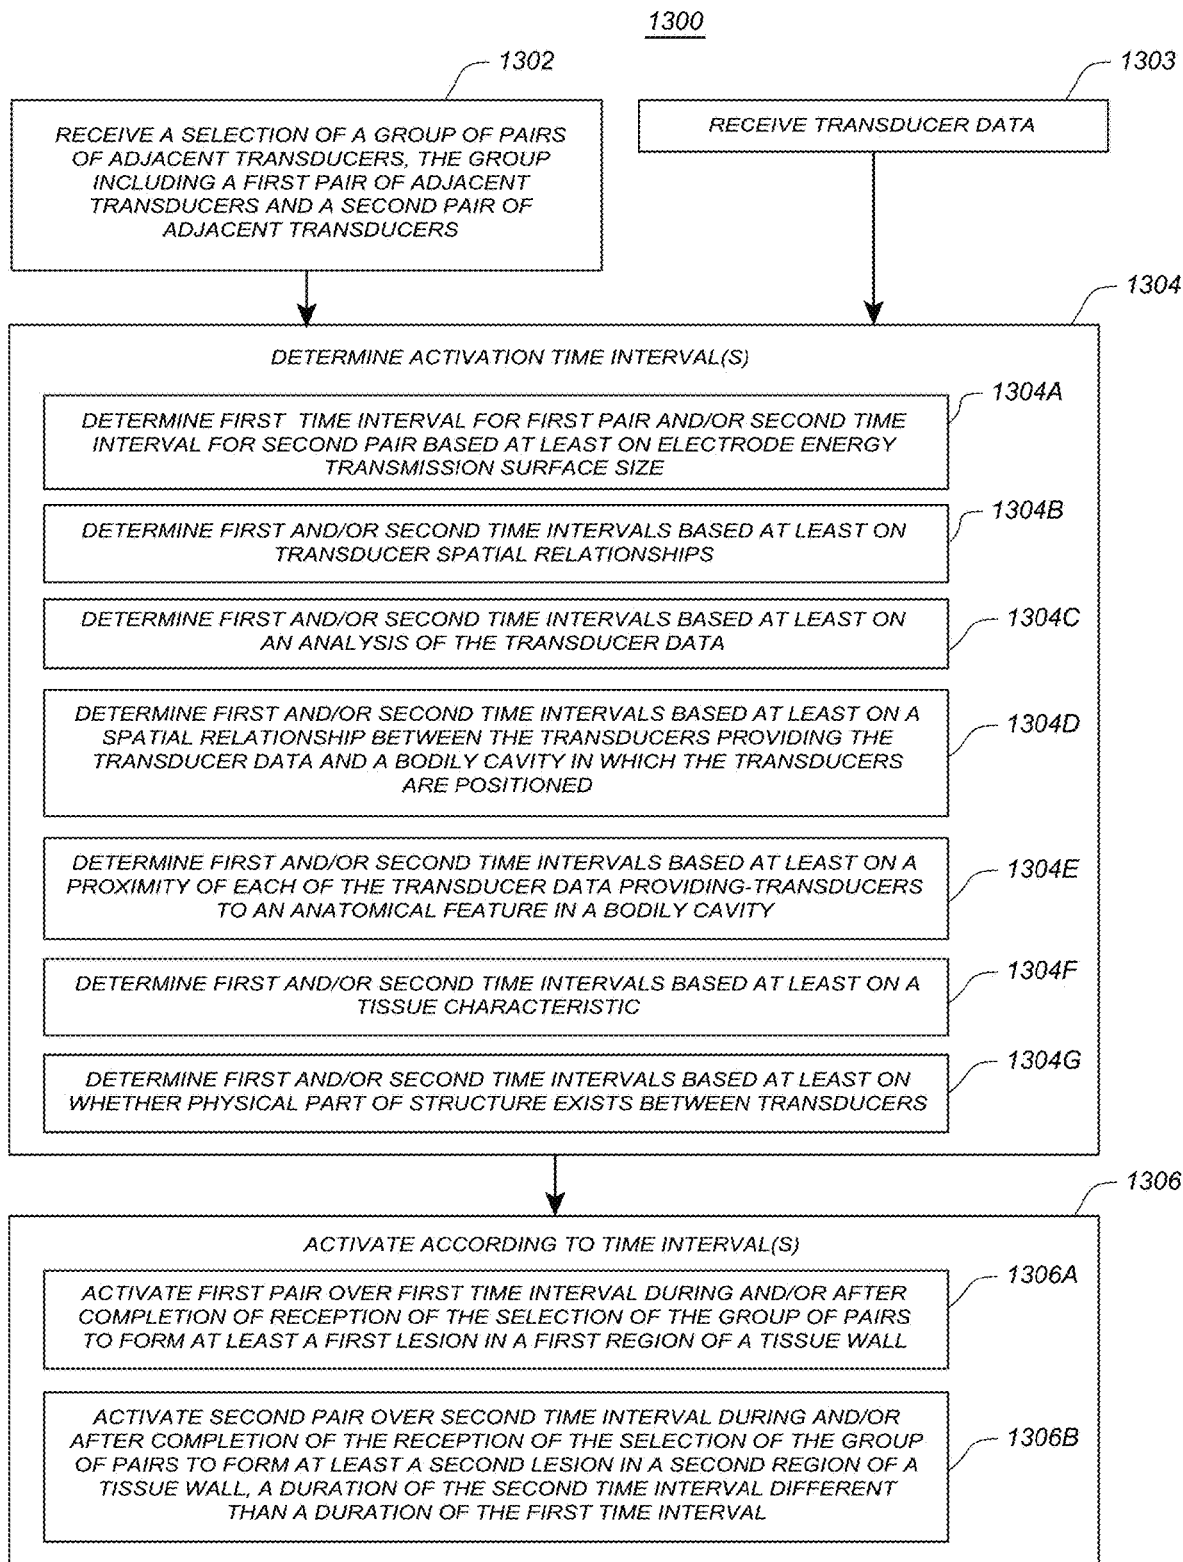 1300
1302
1303
RECEIVE A SELECTION OF A GROUP OF PAIRS
OF ADJACENT TRANSDUCERS, THE GROUP
INCLUDING A FIRST PAIR OF ADJACENT
TRANSDUCERS AND A SECOND PAIR OF
ADJACENT TRANSDUCERS
RECEIVE TRANSDUCER DATA
1304
DETERMINE ACTIVATION TIME INTERVAL(S)
1304A
DETERMINE FIRST TIME INTERVAL FOR FIRST PAIR AND/OR SECOND TIME
INTERVAL FOR SECOND PAIR BASED AT LEAST ON ELECTRODE ENERGY
TRANSMISSION SURFACE SIZE
1304B
DETERMINE FIRST AND/OR SECOND TIME INTERVALS BASED AT LEAST ON
TRANSDUCER SPATIAL RELATIONSHIPS
1304C
DETERMINE FIRST AND/OR SECOND TIME INTERVALS BASED AT LEAST ON
AN ANALYSIS OF THE TRANSDUCER DATA
1304D
DETERMINE FIRST AND/OR SECOND TIME INTERVALS BASED AT LEAST ON A
SPATIAL RELATIONSHIP BETWEEN THE TRANSDUCERS PROVIDING THE
TRANSDUCER DATA AND A BODILY CAVITY IN WHICH THE TRANSDUCERS
ARE POSITIONED
1304E
DETERMINE FIRST AND/OR SECOND TIME INTERVALS BASED AT LEAST ON A
PROXIMITY OF EACH OF THE TRANSDUCER DATA PROVIDING-TRANSDUCERS
TO AN ANATOMICAL FEATURE IN A BODILY CAVITY
1304F
DETERMINE FIRST AND/OR SECOND TIME INTERVALS BASED AT LEAST ON A
TISSUE CHARACTERISTIC
1304G
DETERMINE FIRST AND/OR SECOND TIME INTERVALS BASED AT LEAST ON
WHETHER PHYSICAL PART OF STRUCTURE EXISTS BETWEEN TRANSDUCERS
1306
ACTIVATE ACCORDING TO TIME INTERVAL(S)
1306A
ACTIVATE FIRST PAIR OVER FIRST TIME INTERVAL DURING AND/OR AFTER
COMPLETION OF RECEPTION OF THE SELECTION OF THE GROUP OF PAIRS
TO FORM AT LEAST A FIRST LESION IN A FIRST REGION OF A TISSUE WALL
1306B
ACTIVATE SECOND PAIR OVER SECOND TIME INTERVAL DURING AND/OR
AFTER COMPLETION OF THE RECEPTION OF THE SELECTION OF THE GROUP
OF PAIRS TO FORM AT LEAST A SECOND LESION IN A SECOND REGION OF A
TISSUE WALL, A DURATION OF THE SECOND TIME INTERVAL DIFFERENT
THAN A DURATION OF THE FIRST TIME INTERVAL